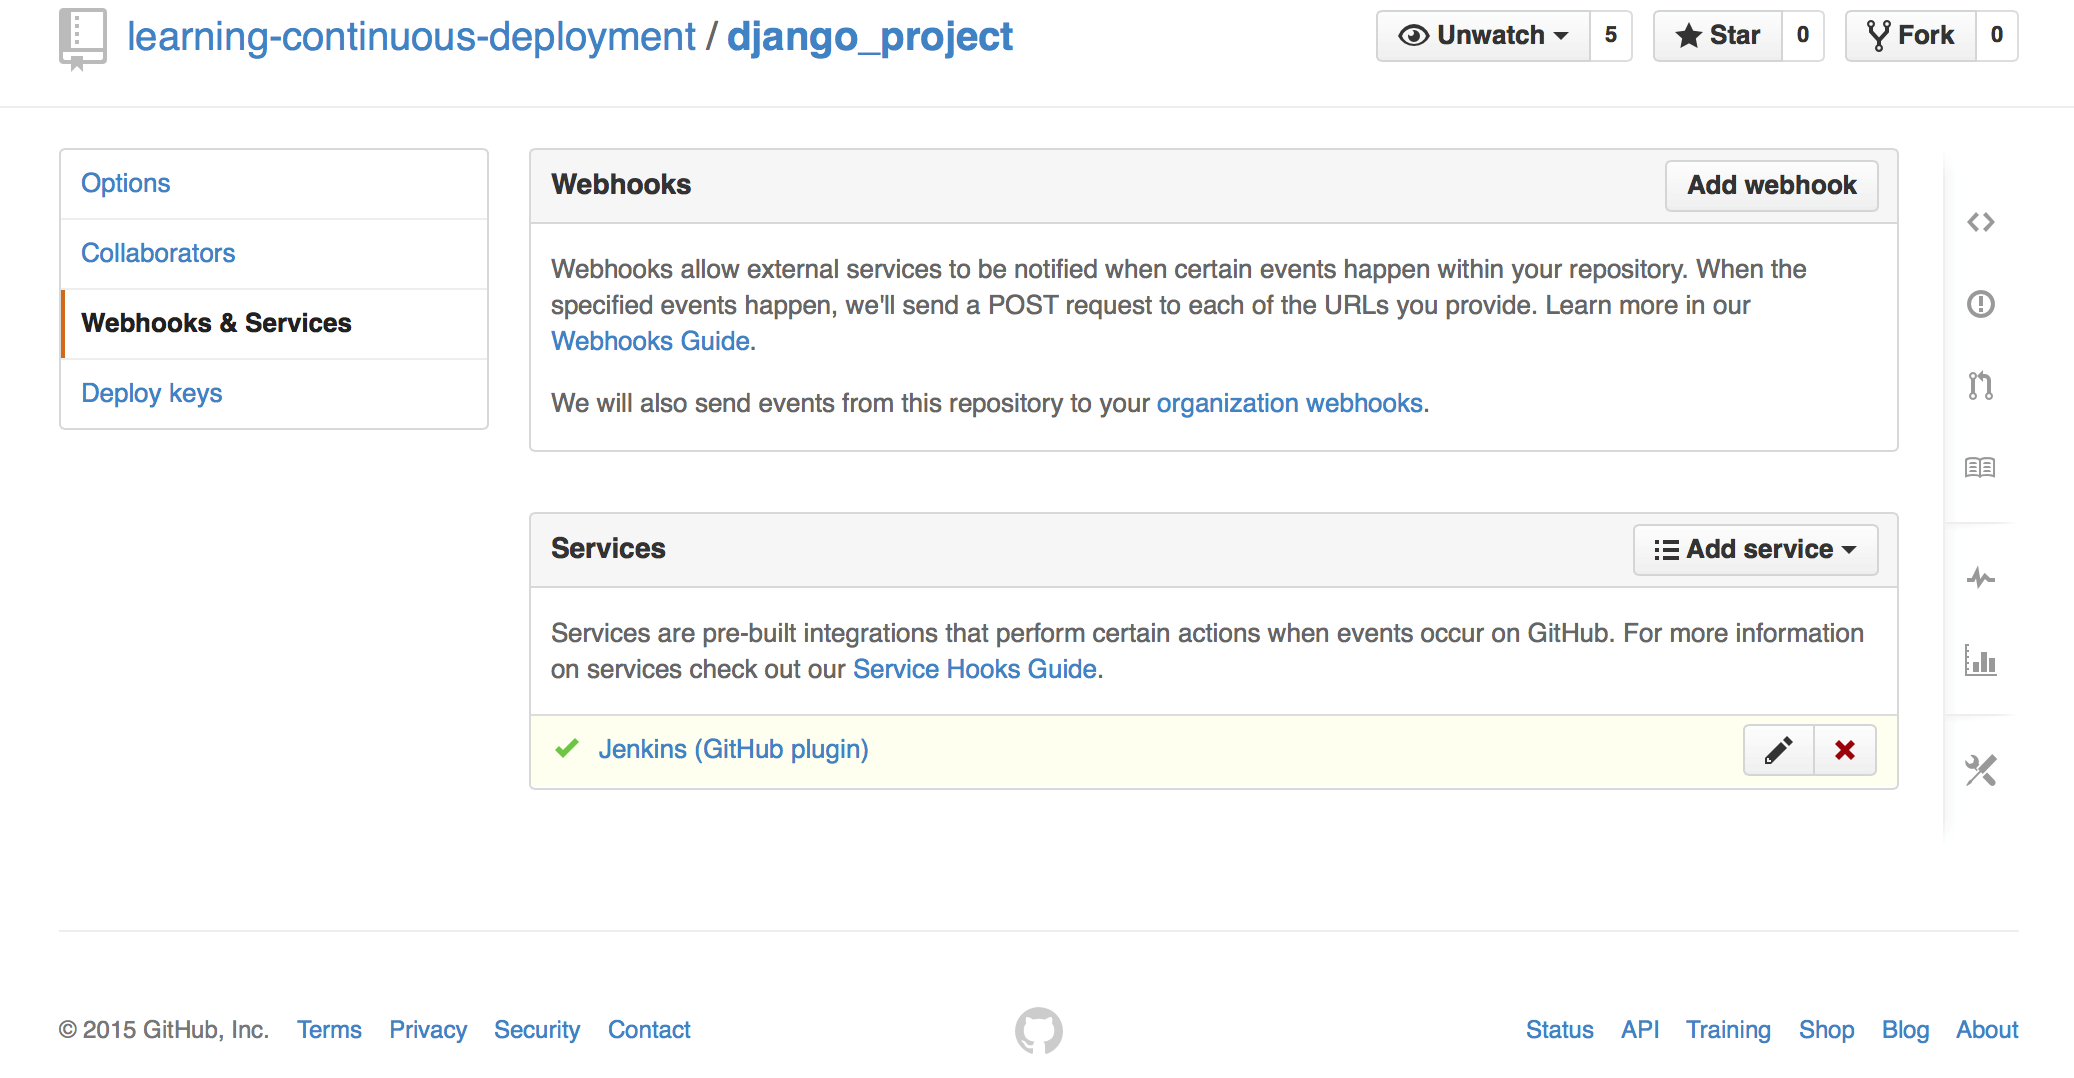 learning-continuous-deployment / django_project
Unwatch 5 Star 0 Fork 0
Options
Collaborators
Webhooks & Services
Deploy keys
Webhooks
Add webhook
Webhooks allow external services to be notified when certain events happen within your repository. When the
specified events happen, we'll send a POST request to each of the URLs you provide. Learn more in our
Webhooks Guide.
We will also send events from this repository to your organization webhooks.
Services
Add service
Services are pre-built integrations that perform certain actions when events occur on GitHub. For more information
on services check out our Service Hooks Guide.
Jenkins (GitHub plugin)
© 2015 GitHub, Inc. Terms Privacy Security Contact
Status API Training Shop Blog About